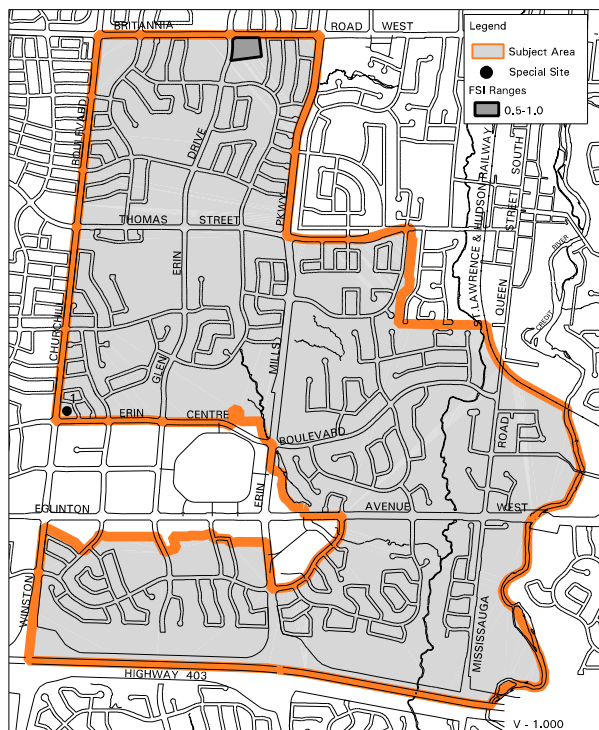 BRITANNIA
ROAD WEST
Legend
Subject Area
Special Site
FSI Ranges
0.5-1.0
BOULEVARD
DRIVE
PKWY
THOMAS STREET
ST. LAWRENCE & HUDSON RAILWAY
QUEEN STREET SOUTH
RIVER
CREDIT
ERIN
CHURCHILL
GLEN
MILLS
1
ERIN CENTRE
BOULEVARD
ROAD
ERIN
EGLINTON
AVENUE WEST
WINSTON
MISSISSAUGA
HIGHWAY 403
V - 1.000